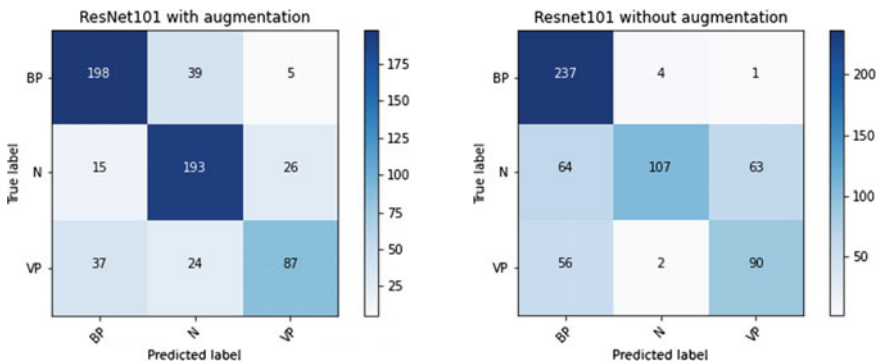 ResNet101 with augmentation
BP 198 39 5
N 15 193 26
VP 37 24 87
BP N VP
Predicted label
True label
175
150
125
100
75
50
25
Resnet101 without augmentation
BP 237 4 1
N 64 107 63
VP 56 2 90
BP N VP
Predicted label
True label
200
150
100
50